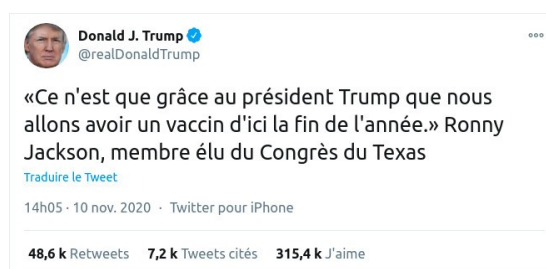 Donald J. Trump
@realDonaldTrump
«Ce n'est que grâce au président Trump que nous
allons avoir un vaccin d'ici la fin de l'année.» Ronny
Jackson, membre élu du Congrès du Texas
Traduire le Tweet
14h05 · 10 nov. 2020 · Twitter pour iPhone
48,6 k Retweets 7,2 k Tweets cités 315,4 k J'aime